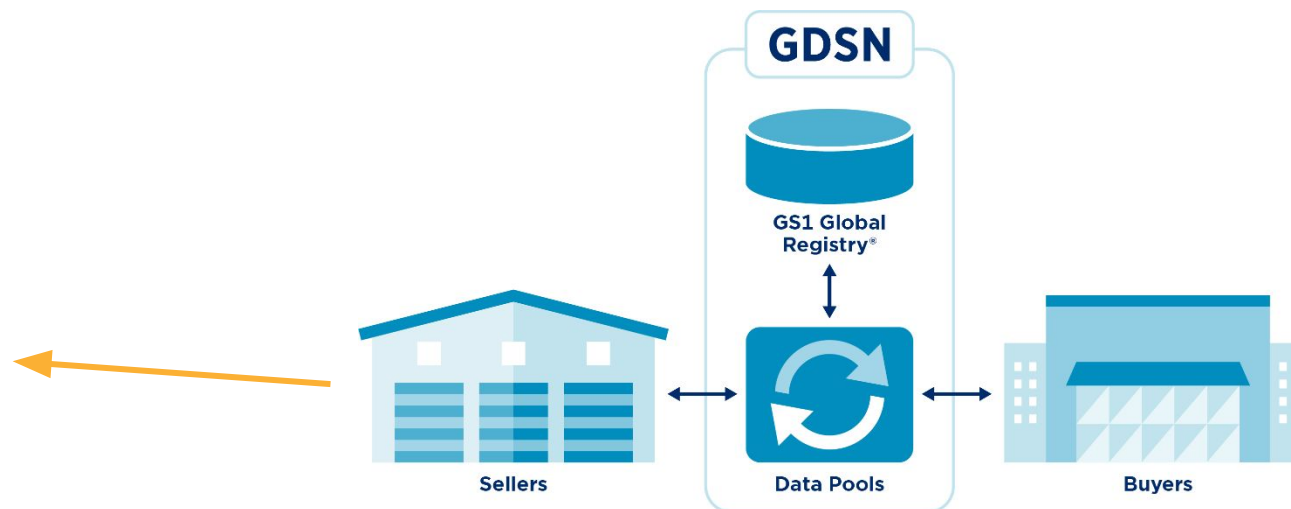 GDSN
GS1 Global
Registry®
Sellers
Data Pools
Buyers